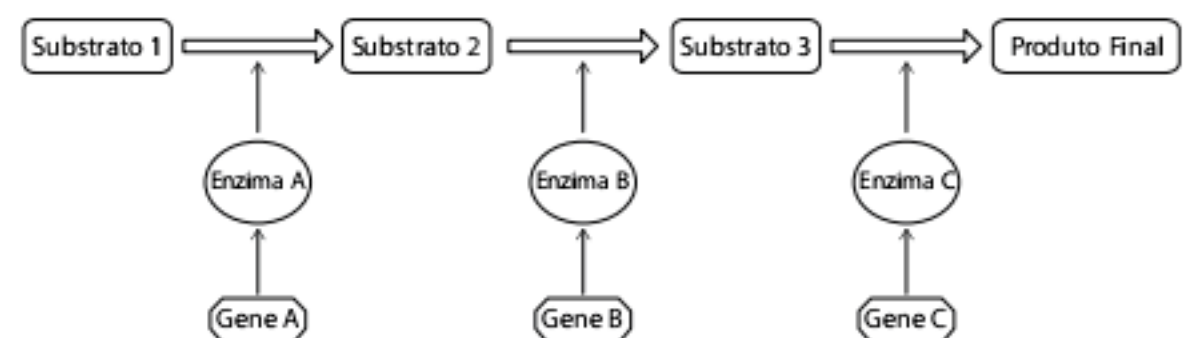 Substrato 1 Substrato 2 Substrato 3 Produto Final
Enzima A Enzima B Enzima C
Gene A Gene B Gene C